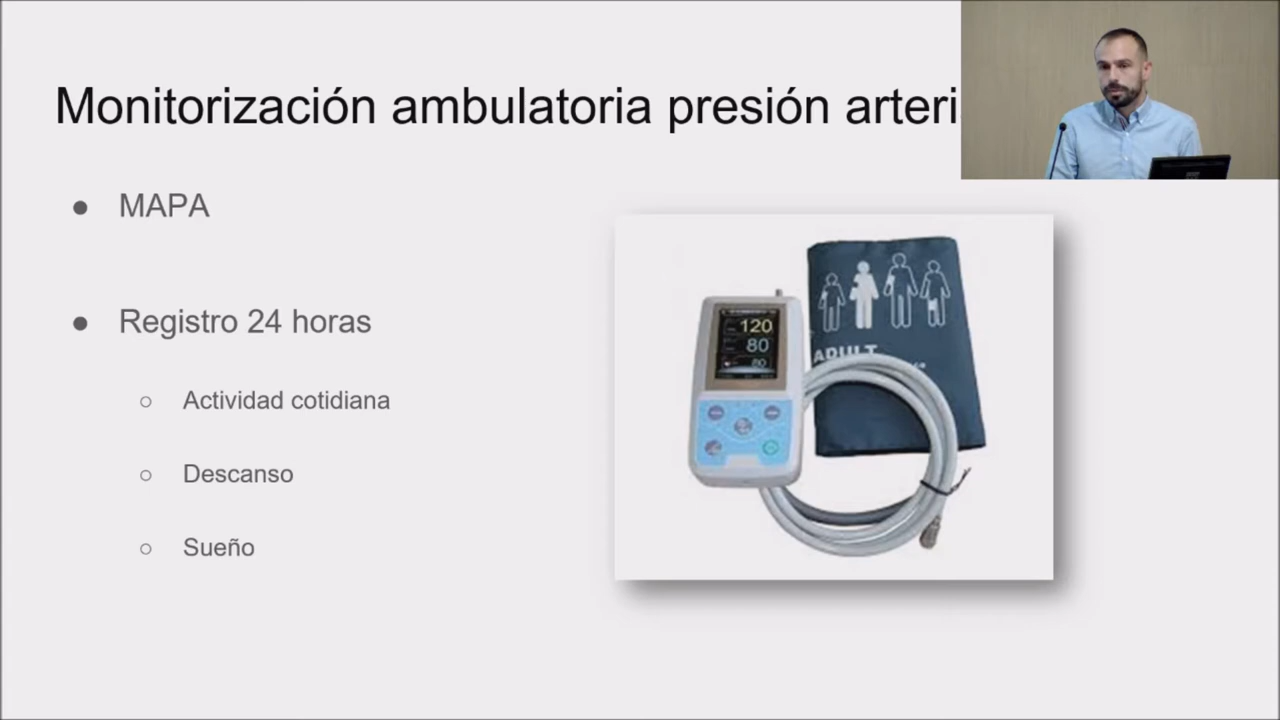 Monitorización ambulatoria presión arteri
● MAPA
● Registro 24 horas
○ Actividad cotidiana
○ Descanso
○ Sueño
120
80
80
ADULT